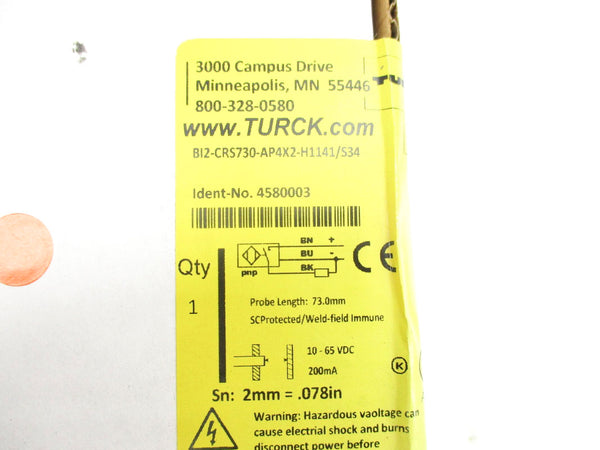 3000 Campus Drive
Minneapolis, MN 55446
800-328-0580
www.TURCK.com
BI2-CRS730-AP4X2-H1141/S34
Ident-No. 4580003
BN +
BU -
BK
pnp
CE
Qty
1
Probe Length: 73.0mm
SCProtected/Weld-field Immune
10 - 65 VDC
200mA
K
Sn: 2mm = .078in
Warning: Hazardous vaoltage can
cause electrial shock and burns
disconnect power before